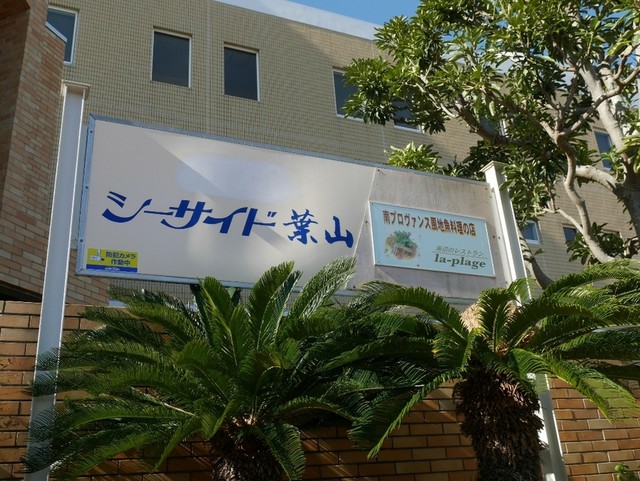 シーサイド葉山
南プロヴァンス風地魚料理の店
海辺のレストラン
la-plage
防犯カメラ
作動中